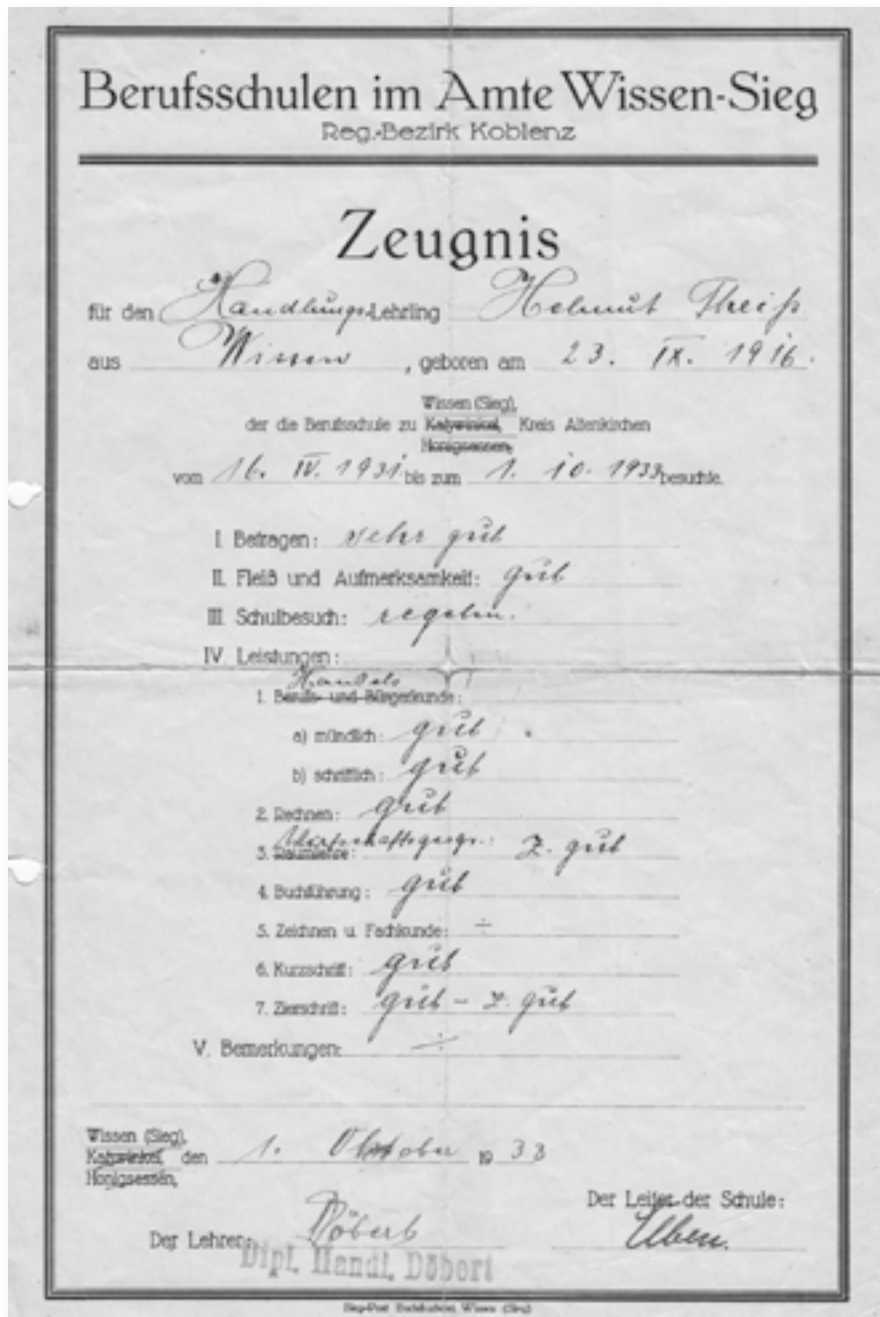 Berufsschulen im Amte Wissen-Sieg
Reg.-Bezirk Koblenz
Zeugnis
für den Handlungs-Lehrling Helmut Theiß
aus Wissen, geboren am 23. IX. 1916.
Wissen (Sieg),
der die Berufsschule zu Katzwinkel, Kreis Altenkirchen
Honigsessen,
vom 16. IV. 1931 bis zum 1. 10. 1933 besuchte.
I. Betragen: sehr gut
II. Fleiß und Aufmerksamkeit: gut
III. Schulbesuch: regelm.
IV. Leistungen:
Handels
1. Berufs- und Bürgerkunde:
a) mündlich: gut
b) schriftlich: gut
2. Rechnen: gut
Wirtschaftsgeogr.:
3. Raumlehre: z. gut
4. Buchführung: gut
5. Zeichnen u. Fachkunde: ÷
6. Kurzschrift: gut
7. Zierschrift: gut - z. gut
V. Bemerkungen: ÷
Wissen (Sieg),
Katzwinkel, den 1. Oktober 1933
Honigsessen,
Der Leiter der Schule:
Der Lehrer: Döbert
Dipl. Handl. Döbert
Sieg-Post Buchdruckerei Wissen (Sieg)